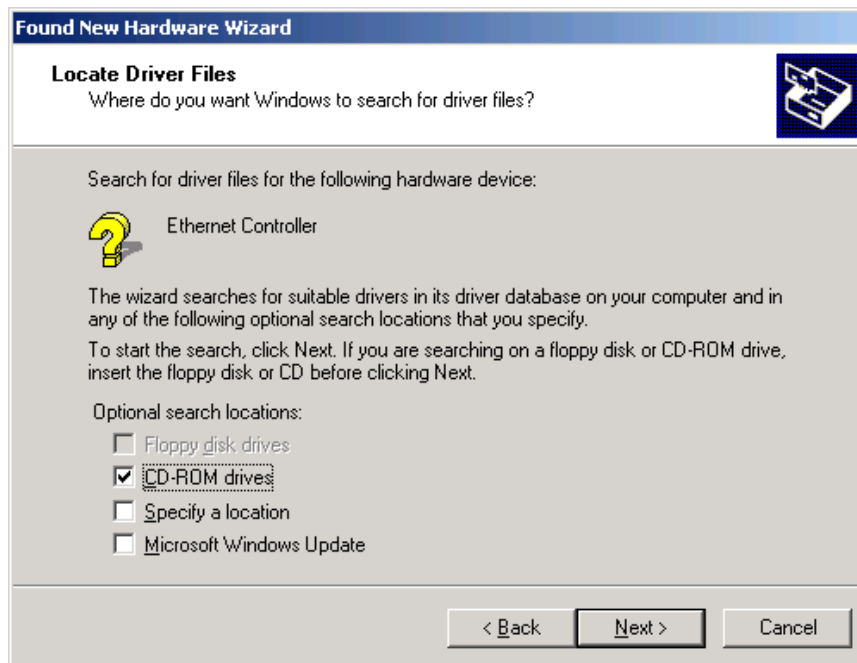 Found New Hardware Wizard
Locate Driver Files
Where do you want Windows to search for driver files?
Search for driver files for the following hardware device:
Ethernet Controller
The wizard searches for suitable drivers in its driver database on your computer and in
any of the following optional search locations that you specify.
To start the search, click Next. If you are searching on a floppy disk or CD-ROM drive,
insert the floppy disk or CD before clicking Next.
Optional search locations:
Floppy disk drives
CD-ROM drives
Specify a location
Microsoft Windows Update
< Back Next > Cancel